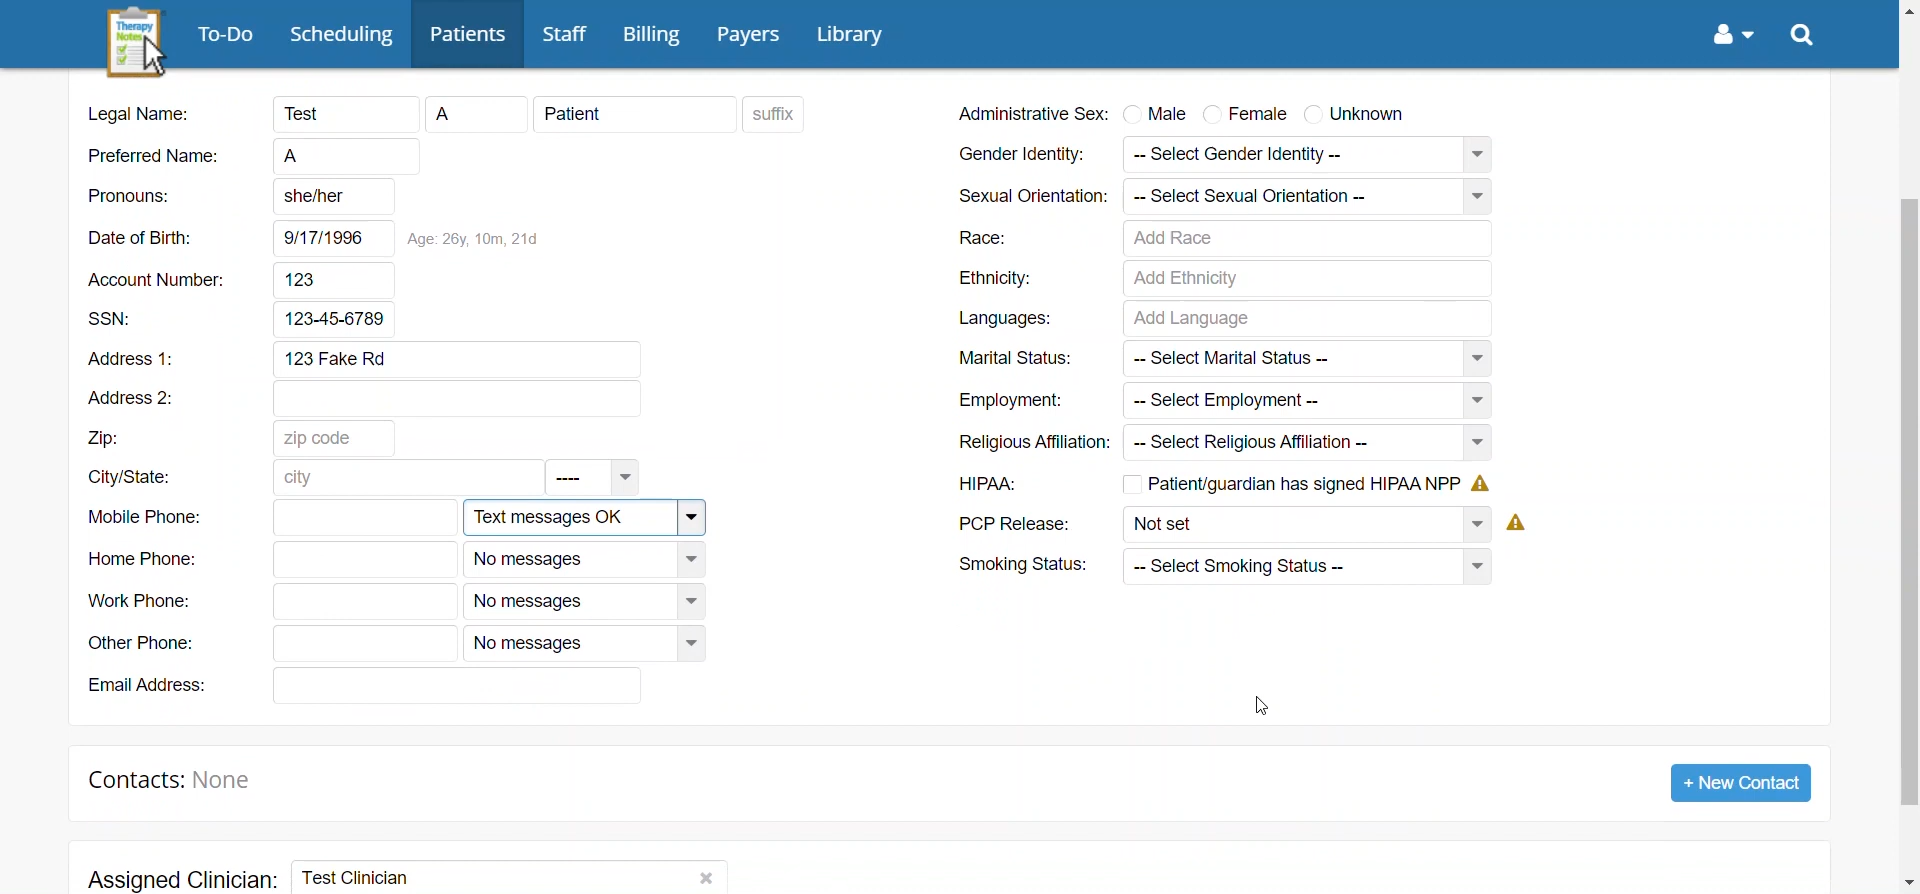 Therapy
Notes
To-Do Scheduling Patients Staff Billing Payers Library
Legal Name: Test A Patient suffix
Preferred Name: A
Pronouns: she/her
Date of Birth: 9/17/1996 Age: 26y, 10m, 21d
Account Number: 123
SSN: 123-45-6789
Address 1: 123 Fake Rd
Address 2:
Zip: zip code
City/State: city ----
Mobile Phone: Text messages OK
Home Phone: No messages
Work Phone: No messages
Other Phone: No messages
Email Address:
Administrative Sex: Male Female Unknown
Gender Identity: -- Select Gender Identity --
Sexual Orientation: -- Select Sexual Orientation --
Race: Add Race
Ethnicity: Add Ethnicity
Languages: Add Language
Marital Status: -- Select Marital Status --
Employment: -- Select Employment --
Religious Affiliation: -- Select Religious Affiliation --
HIPAA: Patient/guardian has signed HIPAA NPP
PCP Release: Not set
Smoking Status: -- Select Smoking Status --
Contacts: None
+ New Contact
Assigned Clinician: Test Clinician